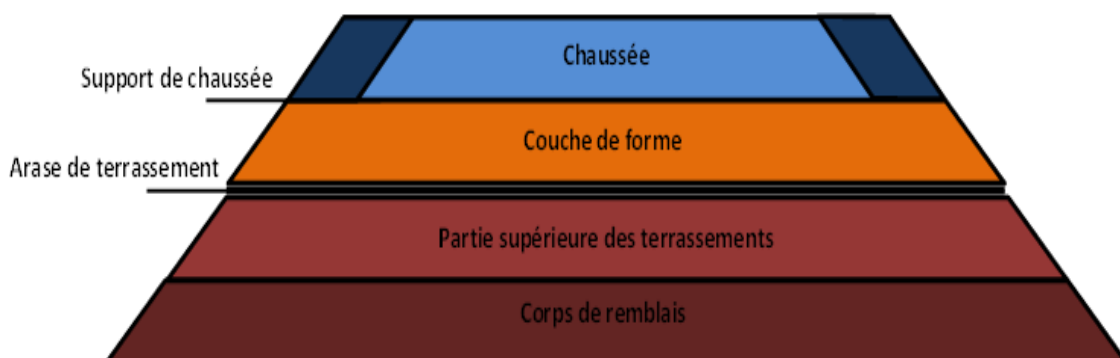 Chaussée
Support de chaussée
Couche de forme
Arase de terrassement
Partie supérieure des terrassements
Corps de remblais